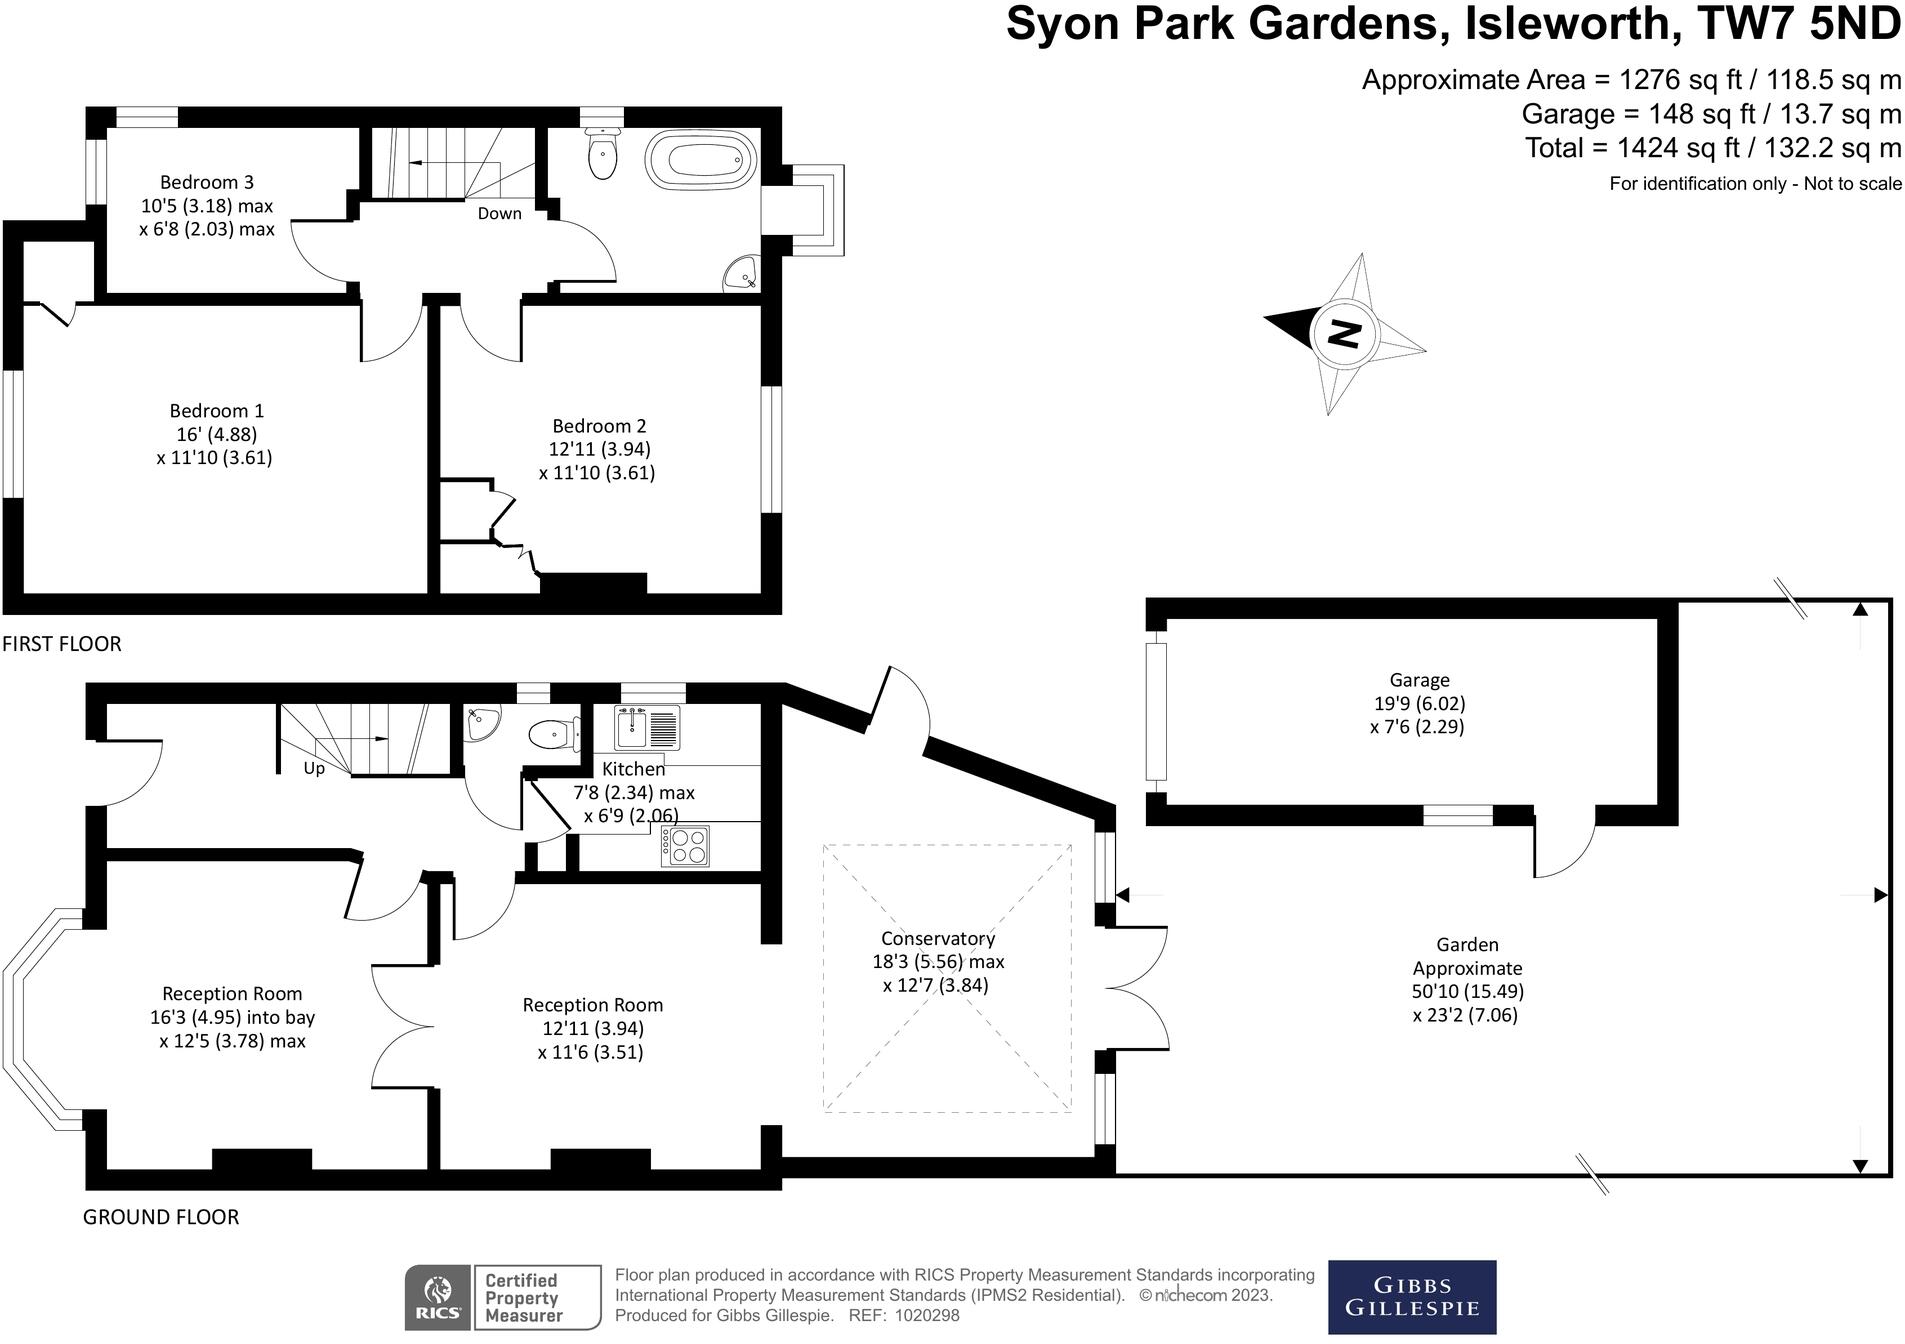 Syon Park Gardens, Isleworth, TW7 5ND
Approximate Area = 1276 sq ft / 118.5 sq m
Garage = 148 sq ft / 13.7 sq m
Total = 1424 sq ft / 132.2 sq m
For identification only - Not to scale
Bedroom 3
10'5 (3.18) max
x 6'8 (2.03) max
Down
N
Bedroom 1
16' (4.88)
x 11'10 (3.61)
Bedroom 2
12'11 (3.94)
x 11'10 (3.61)
FIRST FLOOR
Garage
19'9 (6.02)
x 7'6 (2.29)
Up
Kitchen
7'8 (2.34) max
x 6'9 (2.06)
Conservatory
18'3 (5.56) max
x 12'7 (3.84)
Garden
Approximate
50'10 (15.49)
x 23'2 (7.06)
Reception Room
16'3 (4.95) into bay
x 12'5 (3.78) max
Reception Room
12'11 (3.94)
x 11'6 (3.51)
GROUND FLOOR
RICS
Certified
Property
Measurer
Floor plan produced in accordance with RICS Property Measurement Standards incorporating
International Property Measurement Standards (IPMS2 Residential). © nichecom 2023.
Produced for Gibbs Gillespie. REF: 1020298
GIBBS
GILLESPIE